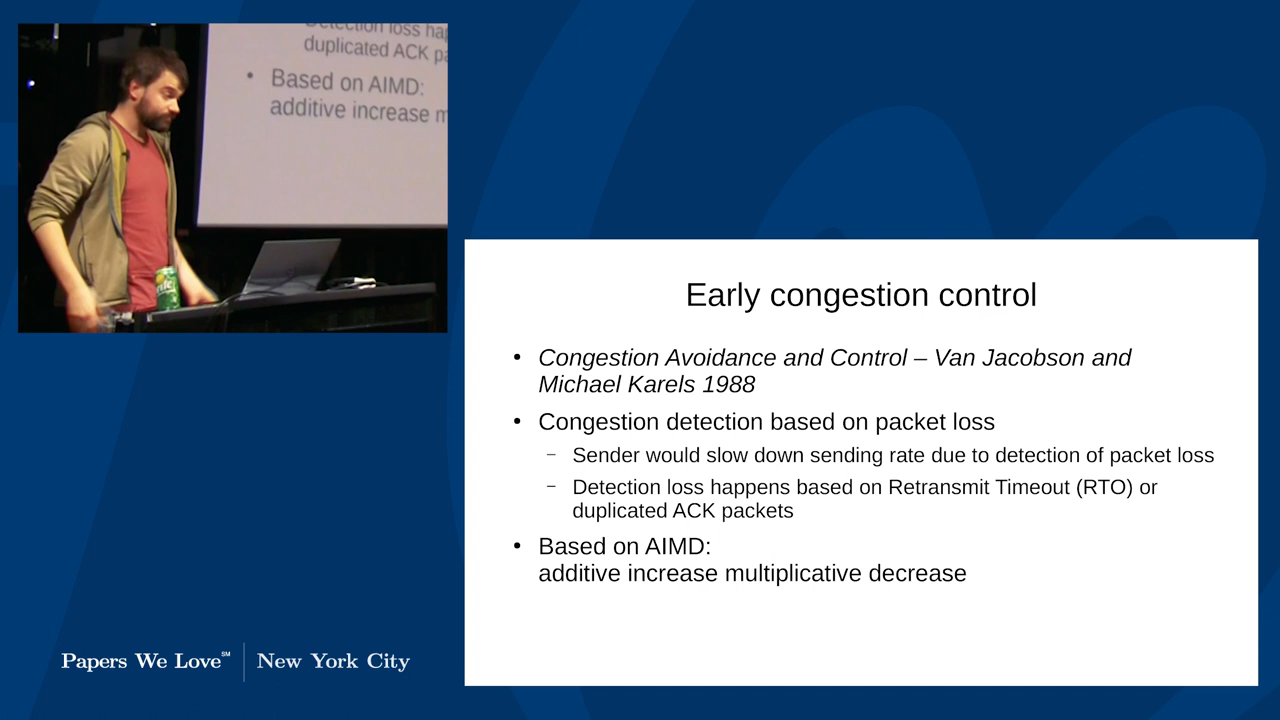 Detection loss
duplicated ACK
Based on AIMD:
additive increase
Early congestion control
Congestion Avoidance and Control – Van Jacobson and
Michael Karels 1988
Congestion detection based on packet loss
Sender would slow down sending rate due to detection of packet loss
Detection loss happens based on Retransmit Timeout (RTO) or
duplicated ACK packets
Based on AIMD:
additive increase multiplicative decrease
Papers We Love℠ | New York City